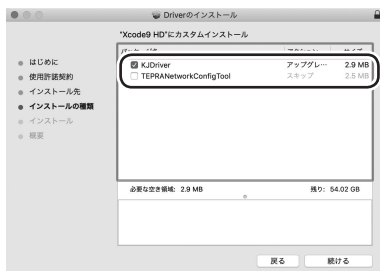 Driverのインストール
"Xcode9 HD"にカスタムインストール
はじめに
使用許諾契約
インストール先
インストールの種類
インストール
概要
KJDriver アップグレ… 2.9 MB
TEPRANetworkConfigTool スキップ 2.5 MB
必要な空き領域: 2.9 MB 残り: 54.02 GB
戻る 続ける